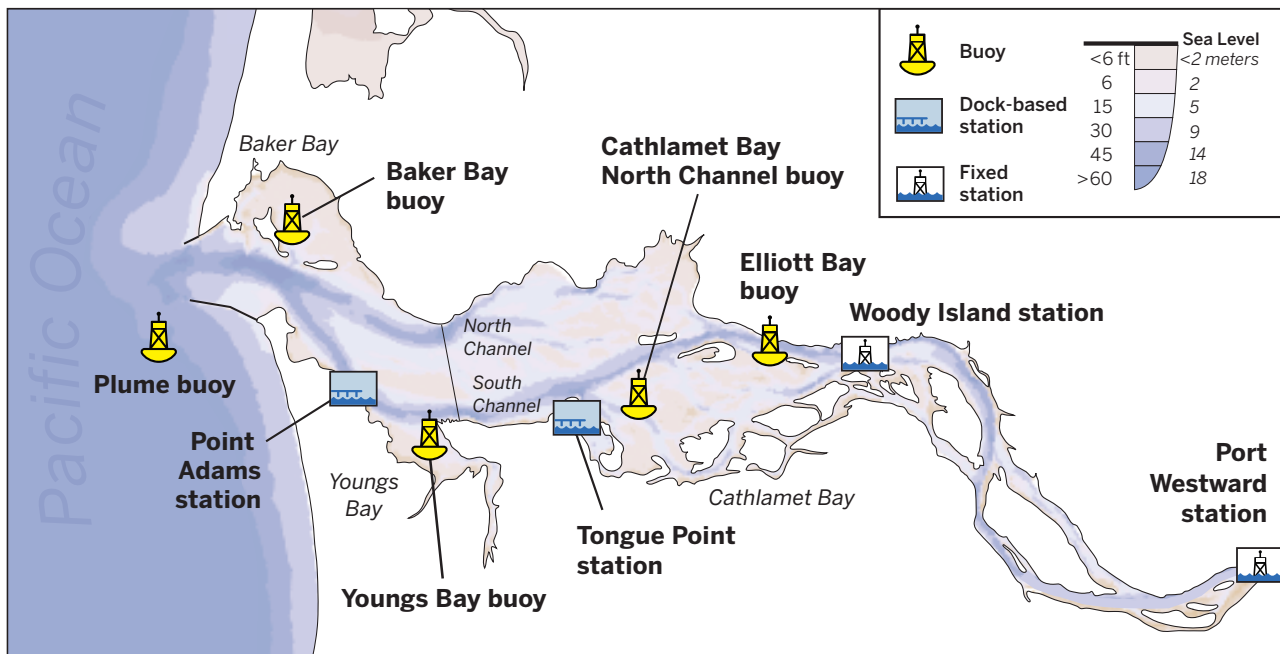 Pacific Ocean
Baker Bay
Baker Bay
buoy
Cathlamet Bay
North Channel buoy
Elliott Bay
buoy
Woody Island station
Plume buoy
North
Channel
South
Channel
Point
Adams
station
Youngs
Bay
Youngs Bay buoy
Tongue Point
station
Cathlamet Bay
Port
Westward
station
Buoy
Dock-based
station
Fixed
station
Sea Level
<6 ft <2 meters
6 2
15 5
30 9
45 14
>60 18